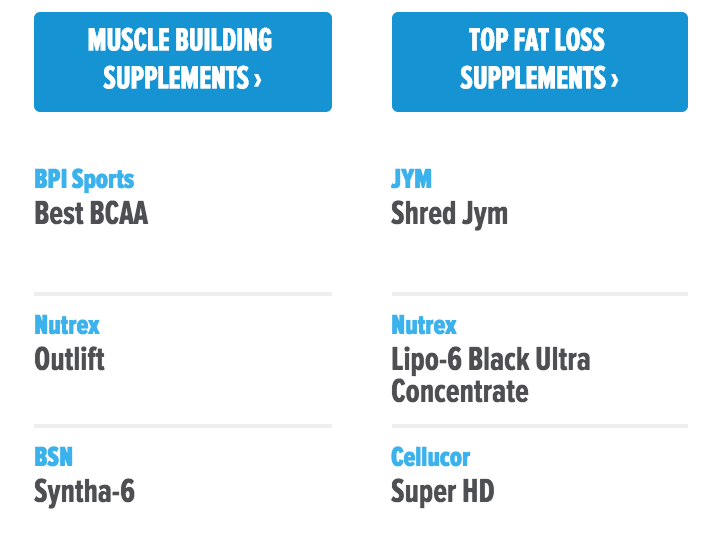 MUSCLE BUILDING
SUPPLEMENTS ›
BPI Sports
Best BCAA
Nutrex
Outlift
BSN
Syntha-6
TOP FAT LOSS
SUPPLEMENTS ›
JYM
Shred Jym
Nutrex
Lipo-6 Black Ultra
Concentrate
Cellucor
Super HD